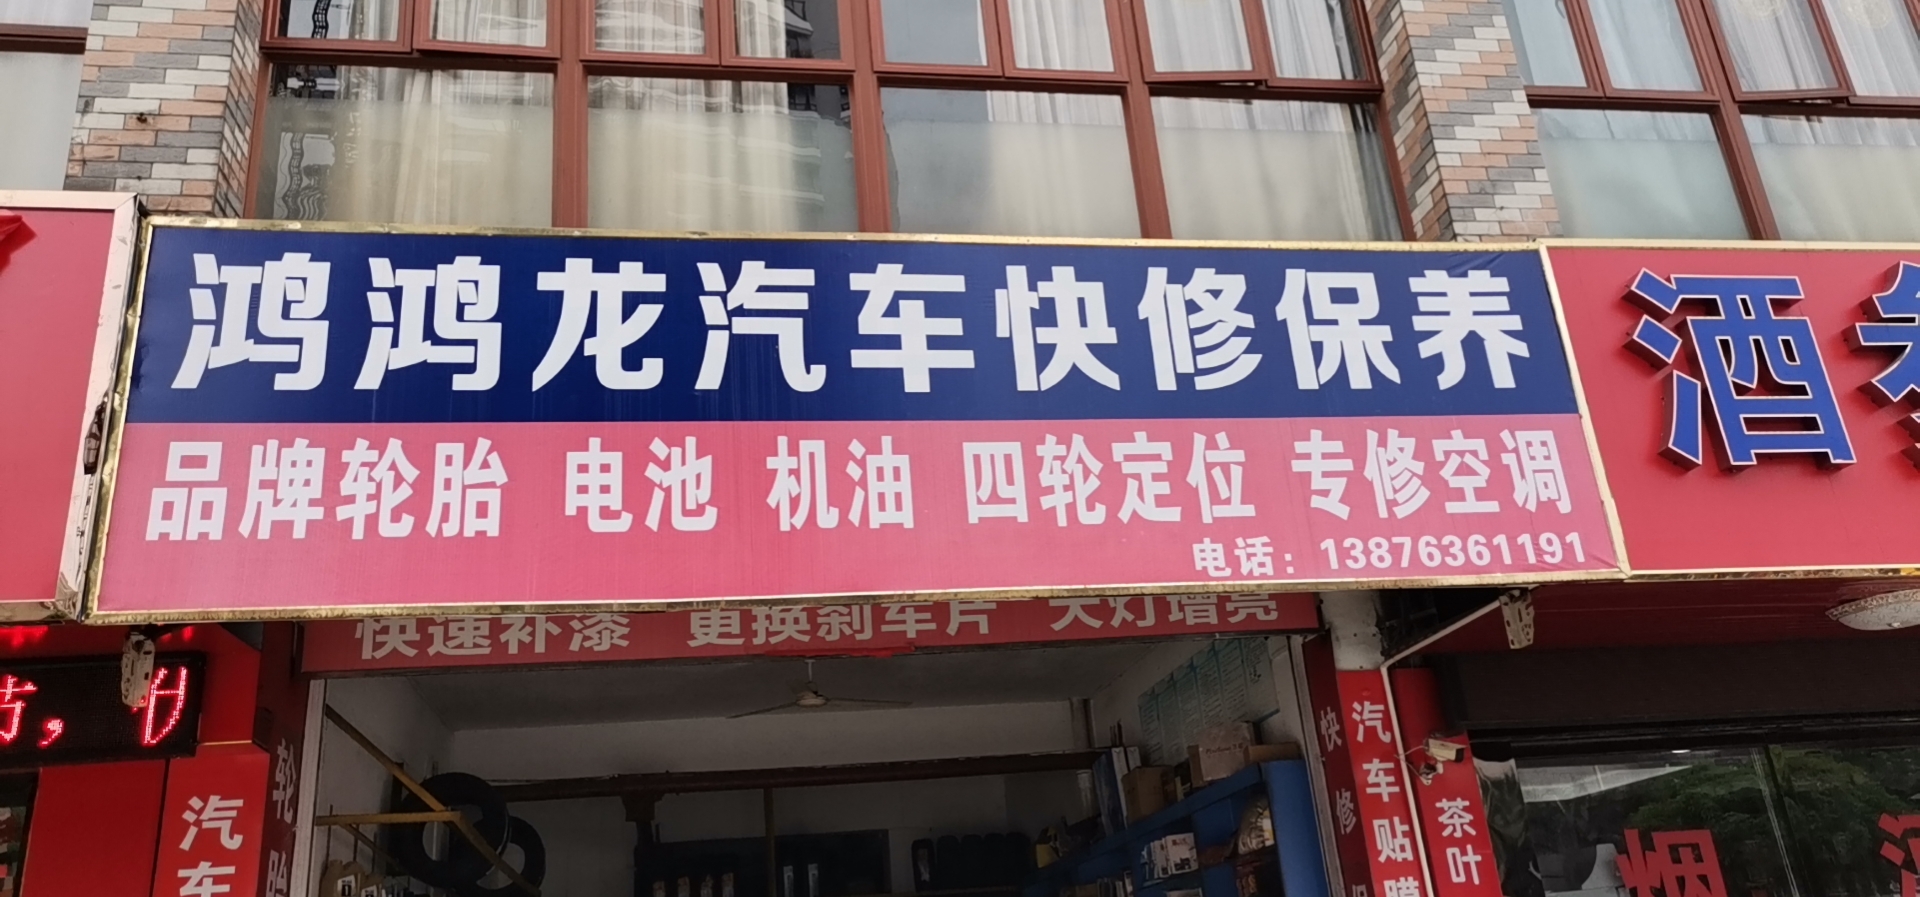 鸿鸿龙汽车快修保养
品牌轮胎 电池 机油 四轮定位 专修空调
电话：13876361191
快速补漆 更换刹车片 大灯增亮
酒
汽车
轮胎
快修
汽车贴膜
茶叶
烟